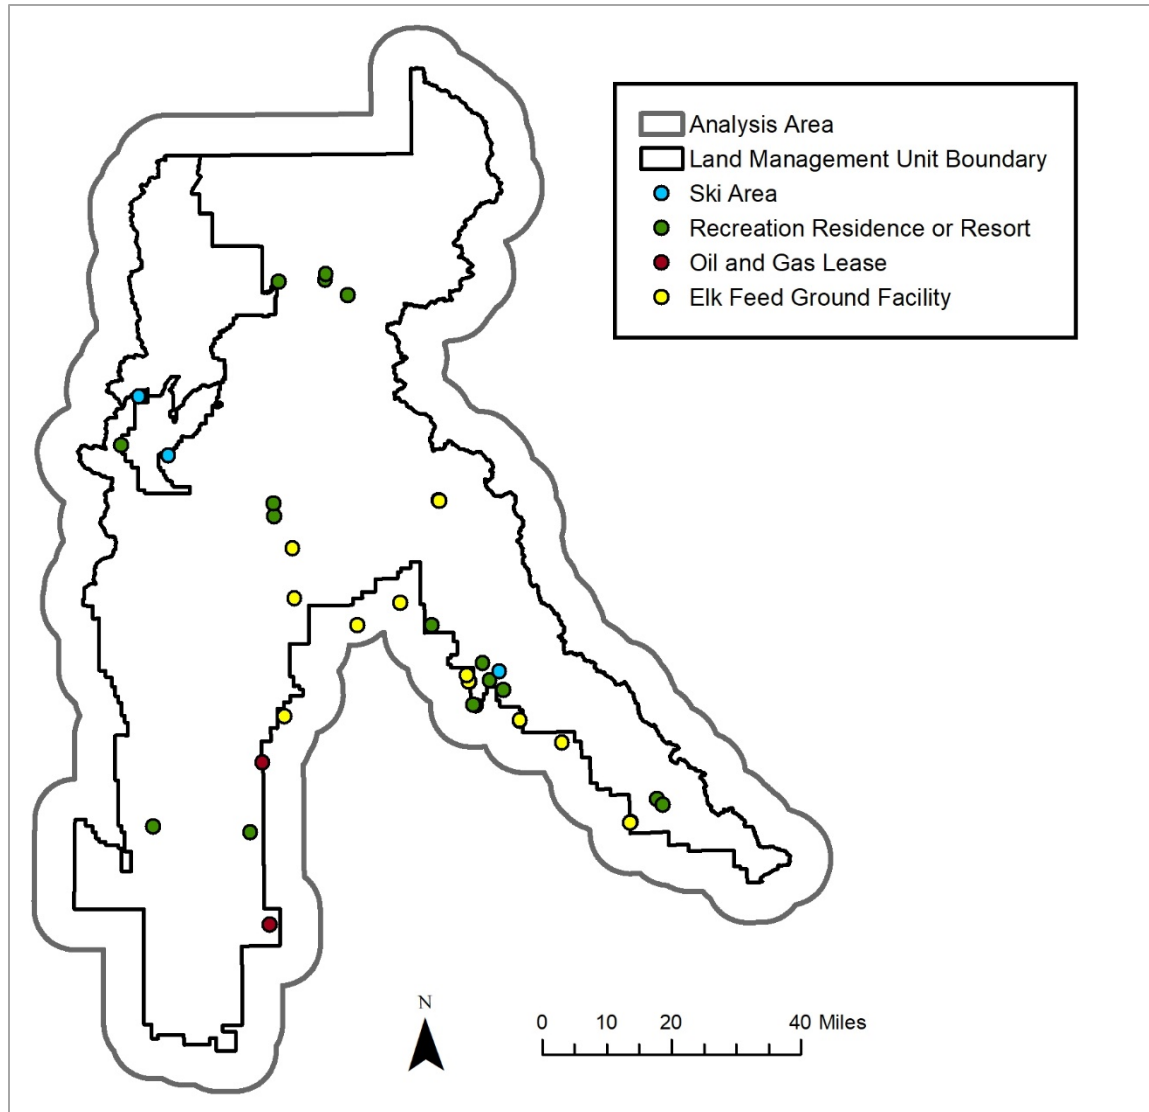 Analysis Area
Land Management Unit Boundary
Ski Area
Recreation Residence or Resort
Oil and Gas Lease
Elk Feed Ground Facility
N
0 10 20 40 Miles